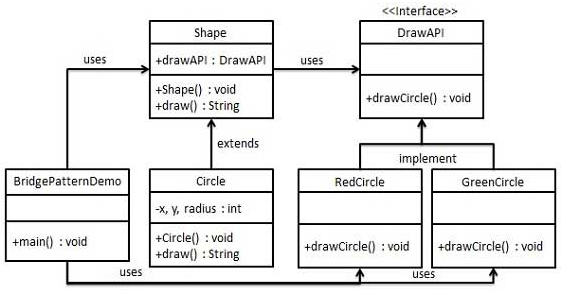 <<Interface>>
Shape
+drawAPI : DrawAPI
+Shape() : void
+draw() : String
uses
uses
DrawAPI
+drawCircle() : void
extends
implement
BridgePatternDemo
+main() : void
Circle
-x, y, radius : int
+Circle() : void
+draw() : String
RedCircle
+drawCircle() : void
GreenCircle
+drawCircle() : void
uses
uses